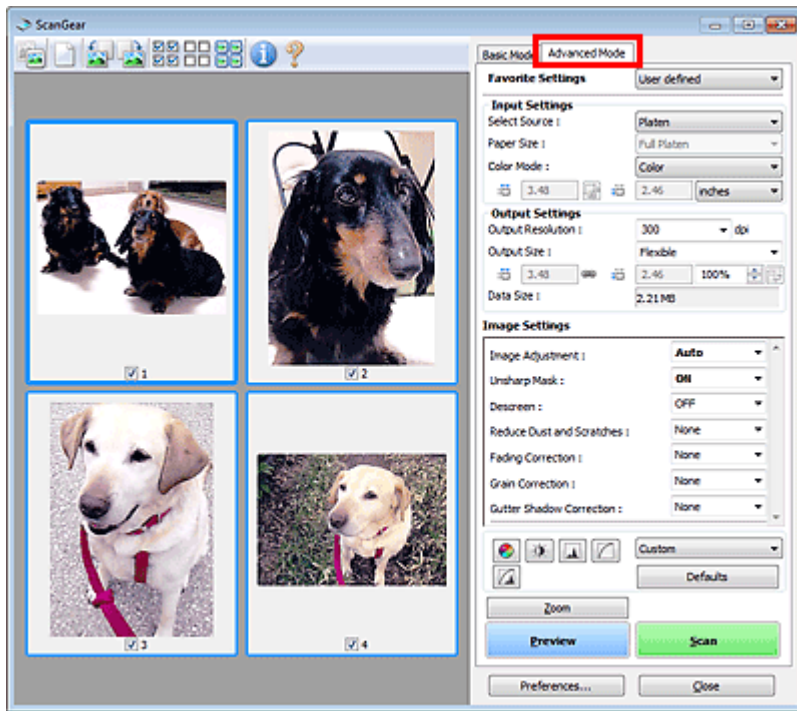 ScanGear
Basic Mode Advanced Mode
Favorite Settings User defined
Input Settings
Select Source : Platen
Paper Size : Full Platen
Color Mode : Color
3.48 2.46 inches
Output Settings
Output Resolution : 300 dpi
Output Size : Flexible
3.48 2.46 100%
Data Size : 2.21 MB
Image Settings
Image Adjustment : Auto
Unsharp Mask : ON
Descreen : OFF
Reduce Dust and Scratches : None
Fading Correction : None
Grain Correction : None
Gutter Shadow Correction : None
Custom
Defaults
Zoom
Preview Scan
Preferences... Close
1 2
3 4